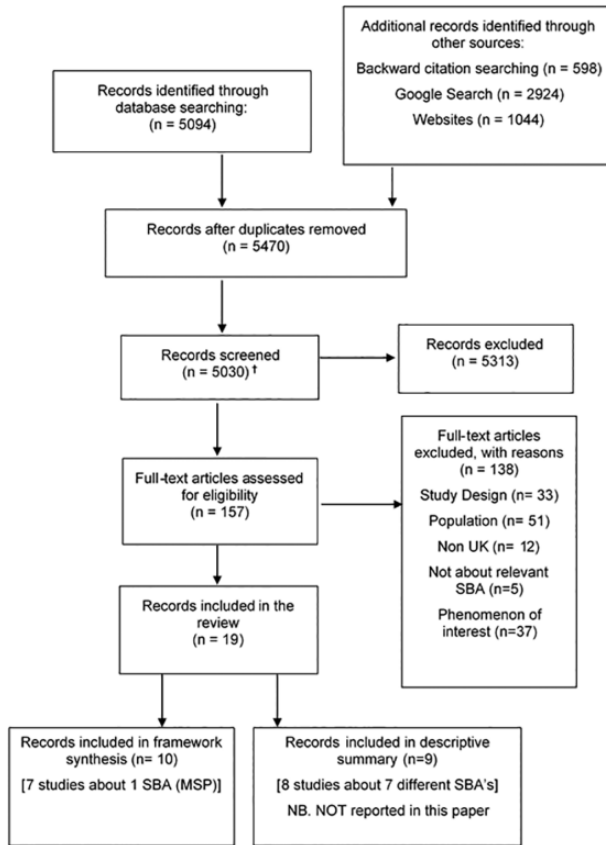 Records identified through
database searching:
(n = 5094)
Additional records identified through
other sources:
Backward citation searching (n = 598)
Google Search (n = 2924)
Websites (n = 1044)
Records after duplicates removed
(n = 5470)
Records screened
(n = 5030) †
Records excluded
(n = 5313)
Full-text articles assessed
for eligibility
(n = 157)
Full-text articles
excluded, with reasons
(n = 138)
Study Design (n= 33)
Population (n= 51)
Non UK (n= 12)
Not about relevant
SBA (n=5)
Phenomenon of
interest (n=37)
Records included in the
review
(n = 19)
Records included in framework
synthesis (n= 10)
[7 studies about 1 SBA (MSP)]
Records included in descriptive
summary (n=9)
[8 studies about 7 different SBA's]
NB. NOT reported in this paper